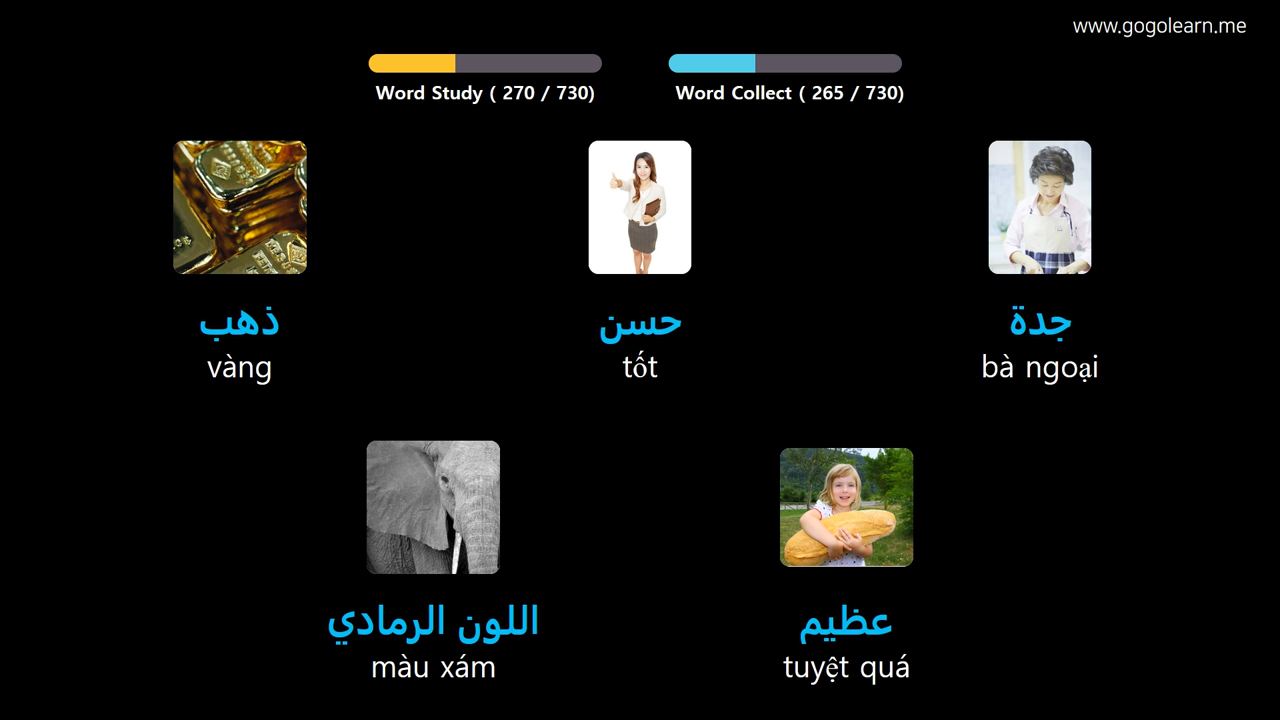 www.gogolearn.me
Word Study ( 270 / 730)
Word Collect ( 265 / 730)
ذهب
vàng
حسن
tốt
جدة
bà ngoại
اللون الرمادي
màu xám
عظيم
tuyệt quá